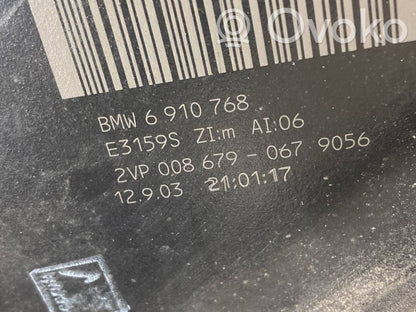 Ovoko
BMW 6 910 768
E3159S ZI:m AI:06
2VP 008 679 - 067 9056
12.9.03 21:01:17